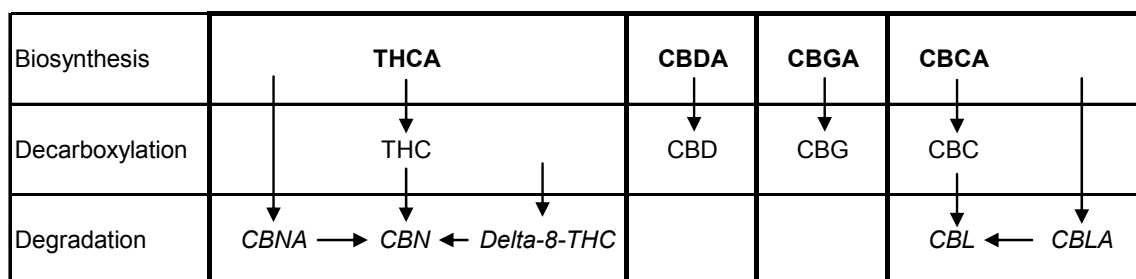 Biosynthesis THCA CBDA CBGA CBCA
Decarboxylation THC CBD CBG CBC
Degradation CBNA CBN Delta-8-THC CBL CBLA